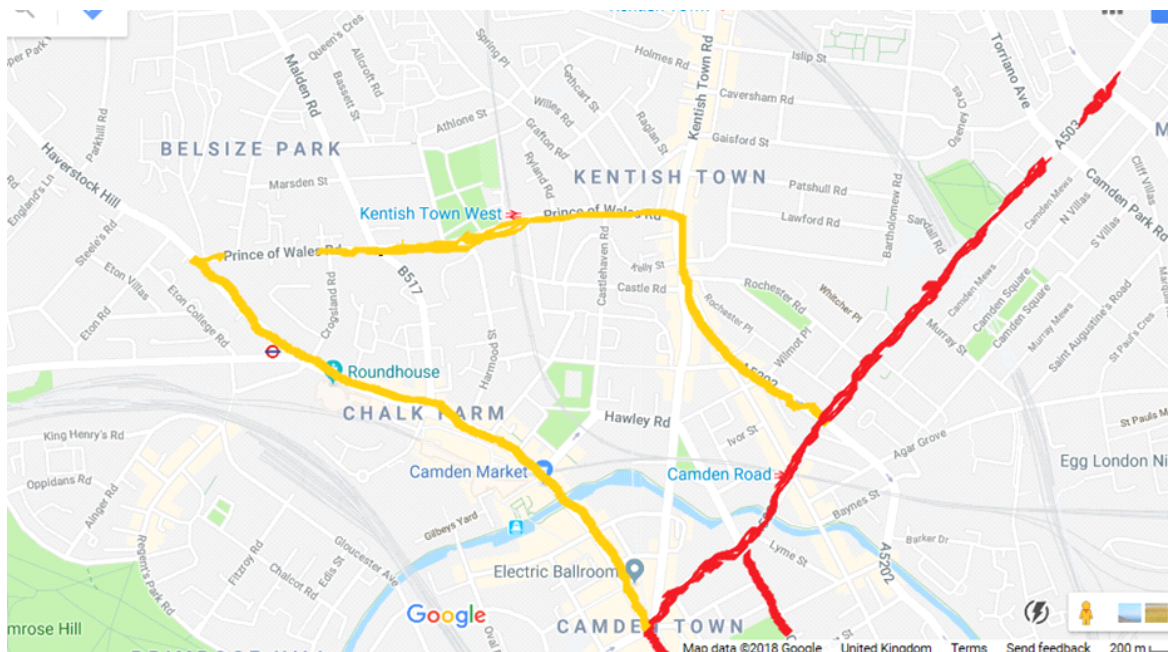 Queen's Cres
Allcroft Rd
Bassett St
Malden Rd
Spring Pl
Holmes Rd
Kentish Town Rd
Islip St
Torriano Ave
Parkhill Rd
Cathcart St
Willes Rd
Caversham Rd
Oseney Cres
A503
Athlone St
Grafton Rd
Raglan St
Gaisford St
BELSIZE PARK
Haverstock Hill
England's Ln
Marsden St
Ryland Rd
KENTISH TOWN
Patshull Rd
Bartholomew Rd
Camden Mews
Cliff Villas
N Villas
S Villas
Camden Park Rd
Kentish Town West
Prince of Wales Rd
Lawford Rd
Sandall Rd
Steele's Rd
Prince of Wales Rd
Eton Villas
B517
Castlehaven Rd
Kelly St
Castle Rd
Rochester Rd
Rochester Pl
Whitcher Pl
Wilmot Pl
Camden Mews
Camden Square
Camden Square
Murray Mews
Saint Augustine's Road
St Paul's Cres
Murray St
Eton Rd
Eton College Rd
Crogsland Rd
Harmood St
Roundhouse
A5202
CHALK FARM
Hawley Rd
Ivor St
Agar Grove
St Pauls M
King Henry's Rd
Oppidans Rd
Ainger Rd
Camden Market
Camden Road
Egg London Ni
Baynes St
Gilbeys Yard
Regent's Park Rd
Fitzroy Rd
Chalcot Rd
Edis St
Gloucester Ave
Lyme St
Barker Dr
A5202
Electric Ballroom
Google
CAMDEN TOWN
mrose Hill
Map data ©2018 Google United Kingdom Terms Send feedback 200 m